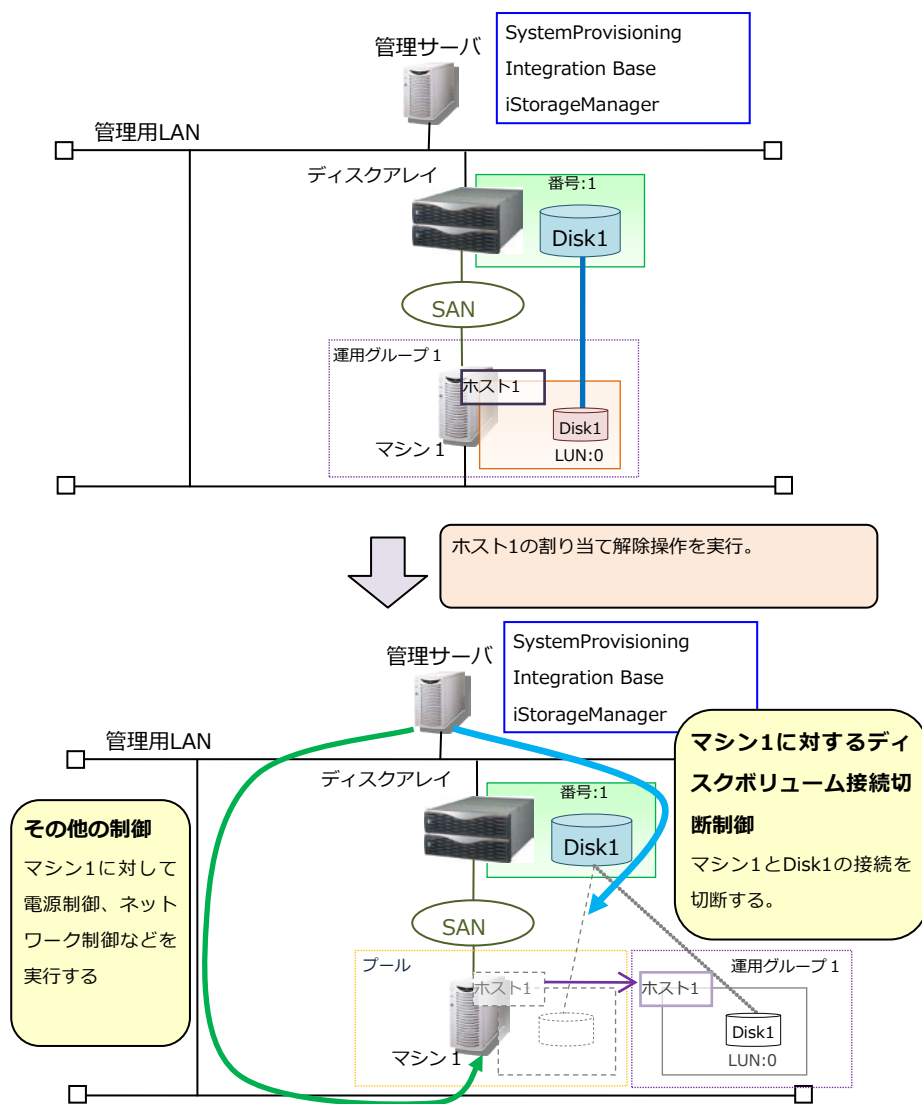 SystemProvisioning
Integration Base
iStorageManager
管理サーバ
管理用LAN
ディスクアレイ
番号:1
Disk1
SAN
運用グループ1
ホスト1
Disk1
LUN:0
マシン1
ホスト1の割り当て解除操作を実行。
SystemProvisioning
Integration Base
iStorageManager
管理サーバ
管理用LAN
ディスクアレイ
番号:1
Disk1
マシン1に対するディ
スクボリューム接続切
断制御
マシン1とDisk1の接続を
切断する。
その他の制御
マシン1に対して
電源制御、ネット
ワーク制御などを
実行する
SAN
プール
ホスト1
マシン1
運用グループ1
ホスト1
Disk1
LUN:0